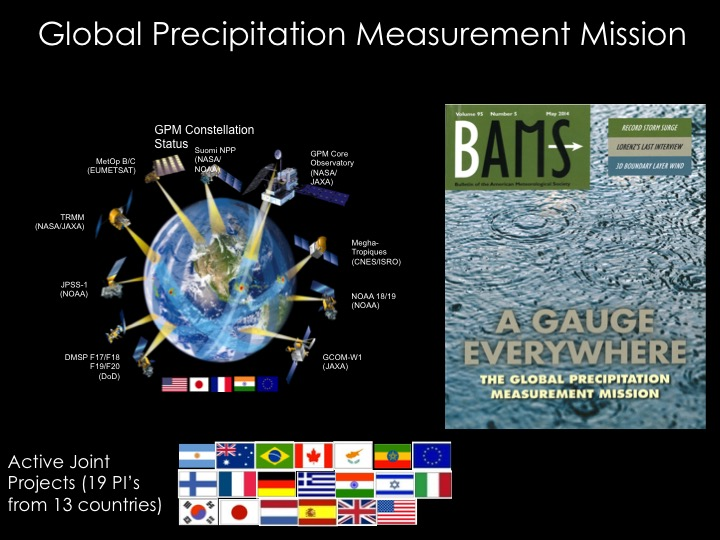 Global Precipitation Measurement Mission
GPM Constellation
Status
Suomi NPP
(NASA/
NOAA)
GPM Core
Observatory
(NASA/
JAXA)
MetOp B/C
(EUMETSAT)
TRMM
(NASA/JAXA)
Megha-
Tropiques
(CNES/ISRO)
JPSS-1
(NOAA)
NOAA 18/19
(NOAA)
DMSP F17/F18
F19/F20
(DoD)
GCOM-W1
(JAXA)
Volume 95 Number 5 May 2014
BAMS
Bulletin of the American Meteorological Society
RECORD STORM SURGE
LORENZ'S LAST INTERVIEW
3D BOUNDARY LAYER WIND
A GAUGE
EVERYWHERE
THE GLOBAL PRECIPITATION
MEASUREMENT MISSION
Active Joint
Projects (19 PI's
from 13 countries)